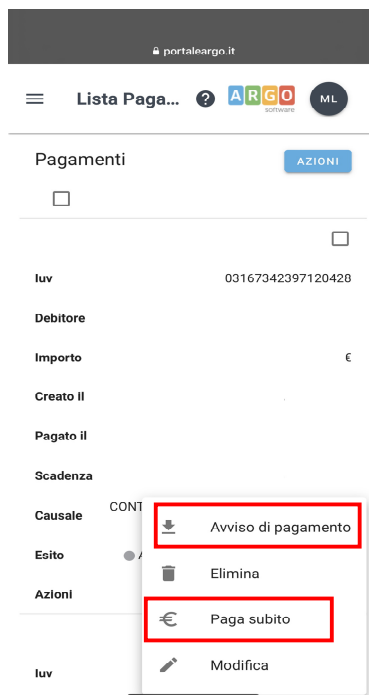 portaleargo.it
Lista Paga... ? ARGO software ML
Pagamenti AZIONI
Iuv 03167342397120428
Debitore
Importo €
Creato il
Pagato il
Scadenza
Causale CONT
Esito
Azioni
Avviso di pagamento
Elimina
€ Paga subito
Modifica
Iuv